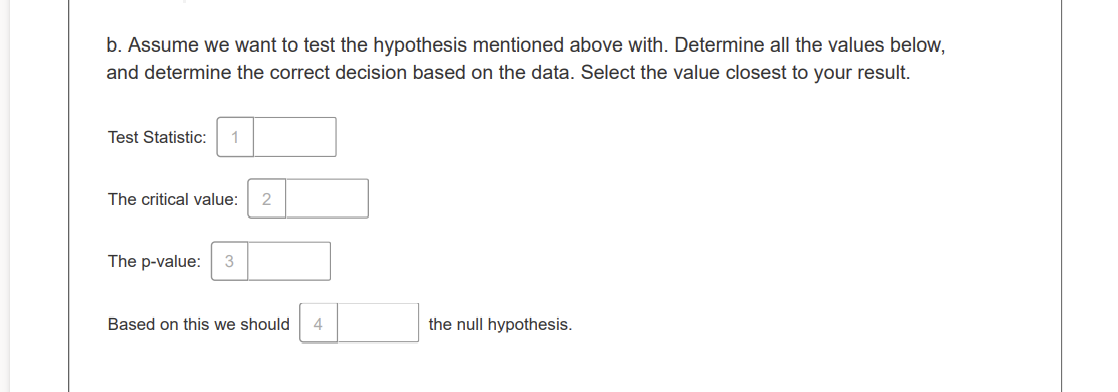 b. Assume we want to test the hypothesis mentioned above with. Determine all the values below,
and determine the correct decision based on the data. Select the value closest to your result.
Test Statistic: 1
The critical value: 2
The p-value: 3
Based on this we should 4 the null hypothesis.